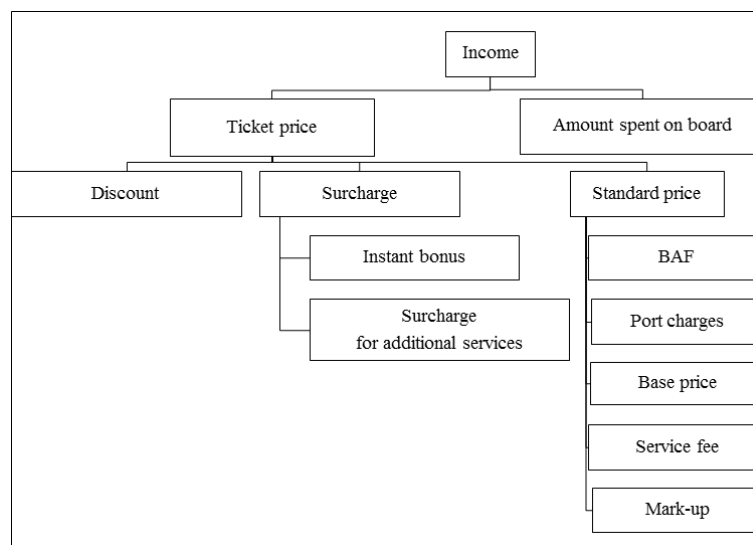 Income
Ticket price
Amount spent on board
Discount
Surcharge
Standard price
Instant bonus
BAF
Surcharge
for additional services
Port charges
Base price
Service fee
Mark-up